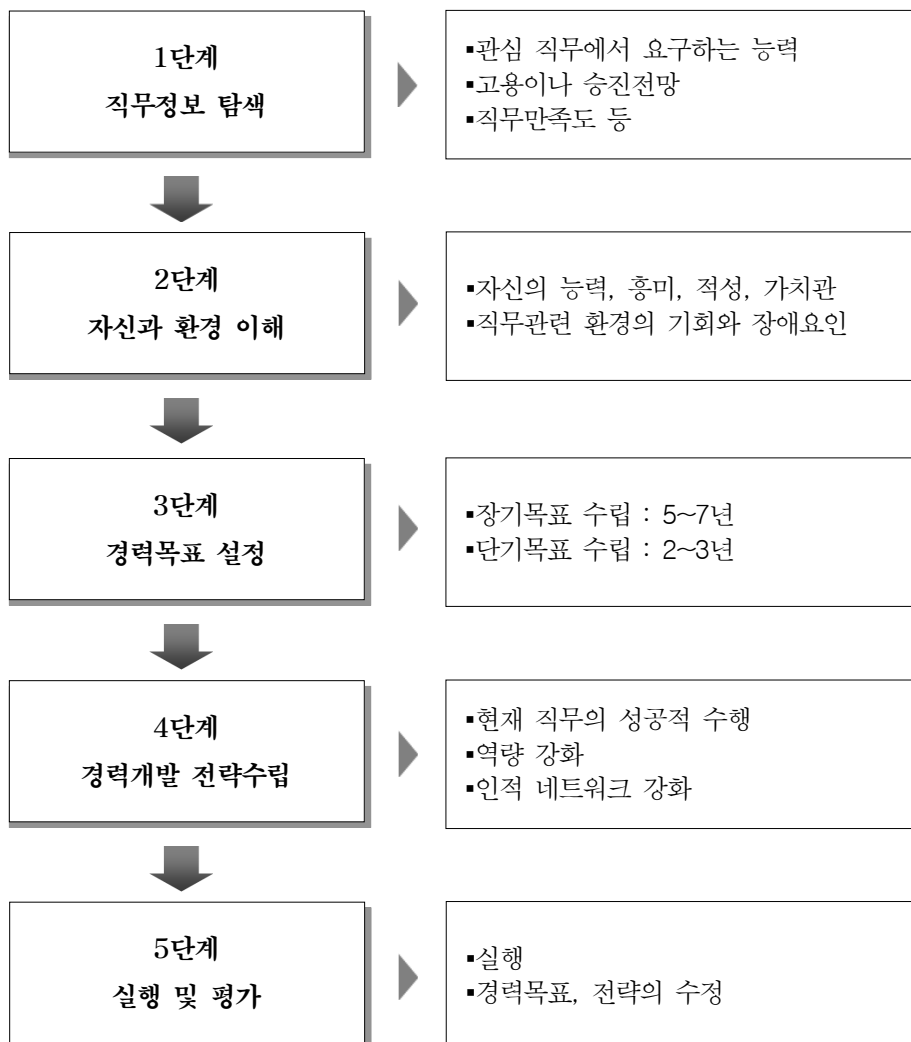 1단계
직무정보 탐색
▪관심 직무에서 요구하는 능력
▪고용이나 승진전망
▪직무만족도 등
2단계
자신과 환경 이해
▪자신의 능력, 흥미, 적성, 가치관
▪직무관련 환경의 기회와 장애요인
3단계
경력목표 설정
▪장기목표 수립 : 5~7년
▪단기목표 수립 : 2~3년
4단계
경력개발 전략수립
▪현재 직무의 성공적 수행
▪역량 강화
▪인적 네트워크 강화
5단계
실행 및 평가
▪실행
▪경력목표, 전략의 수정